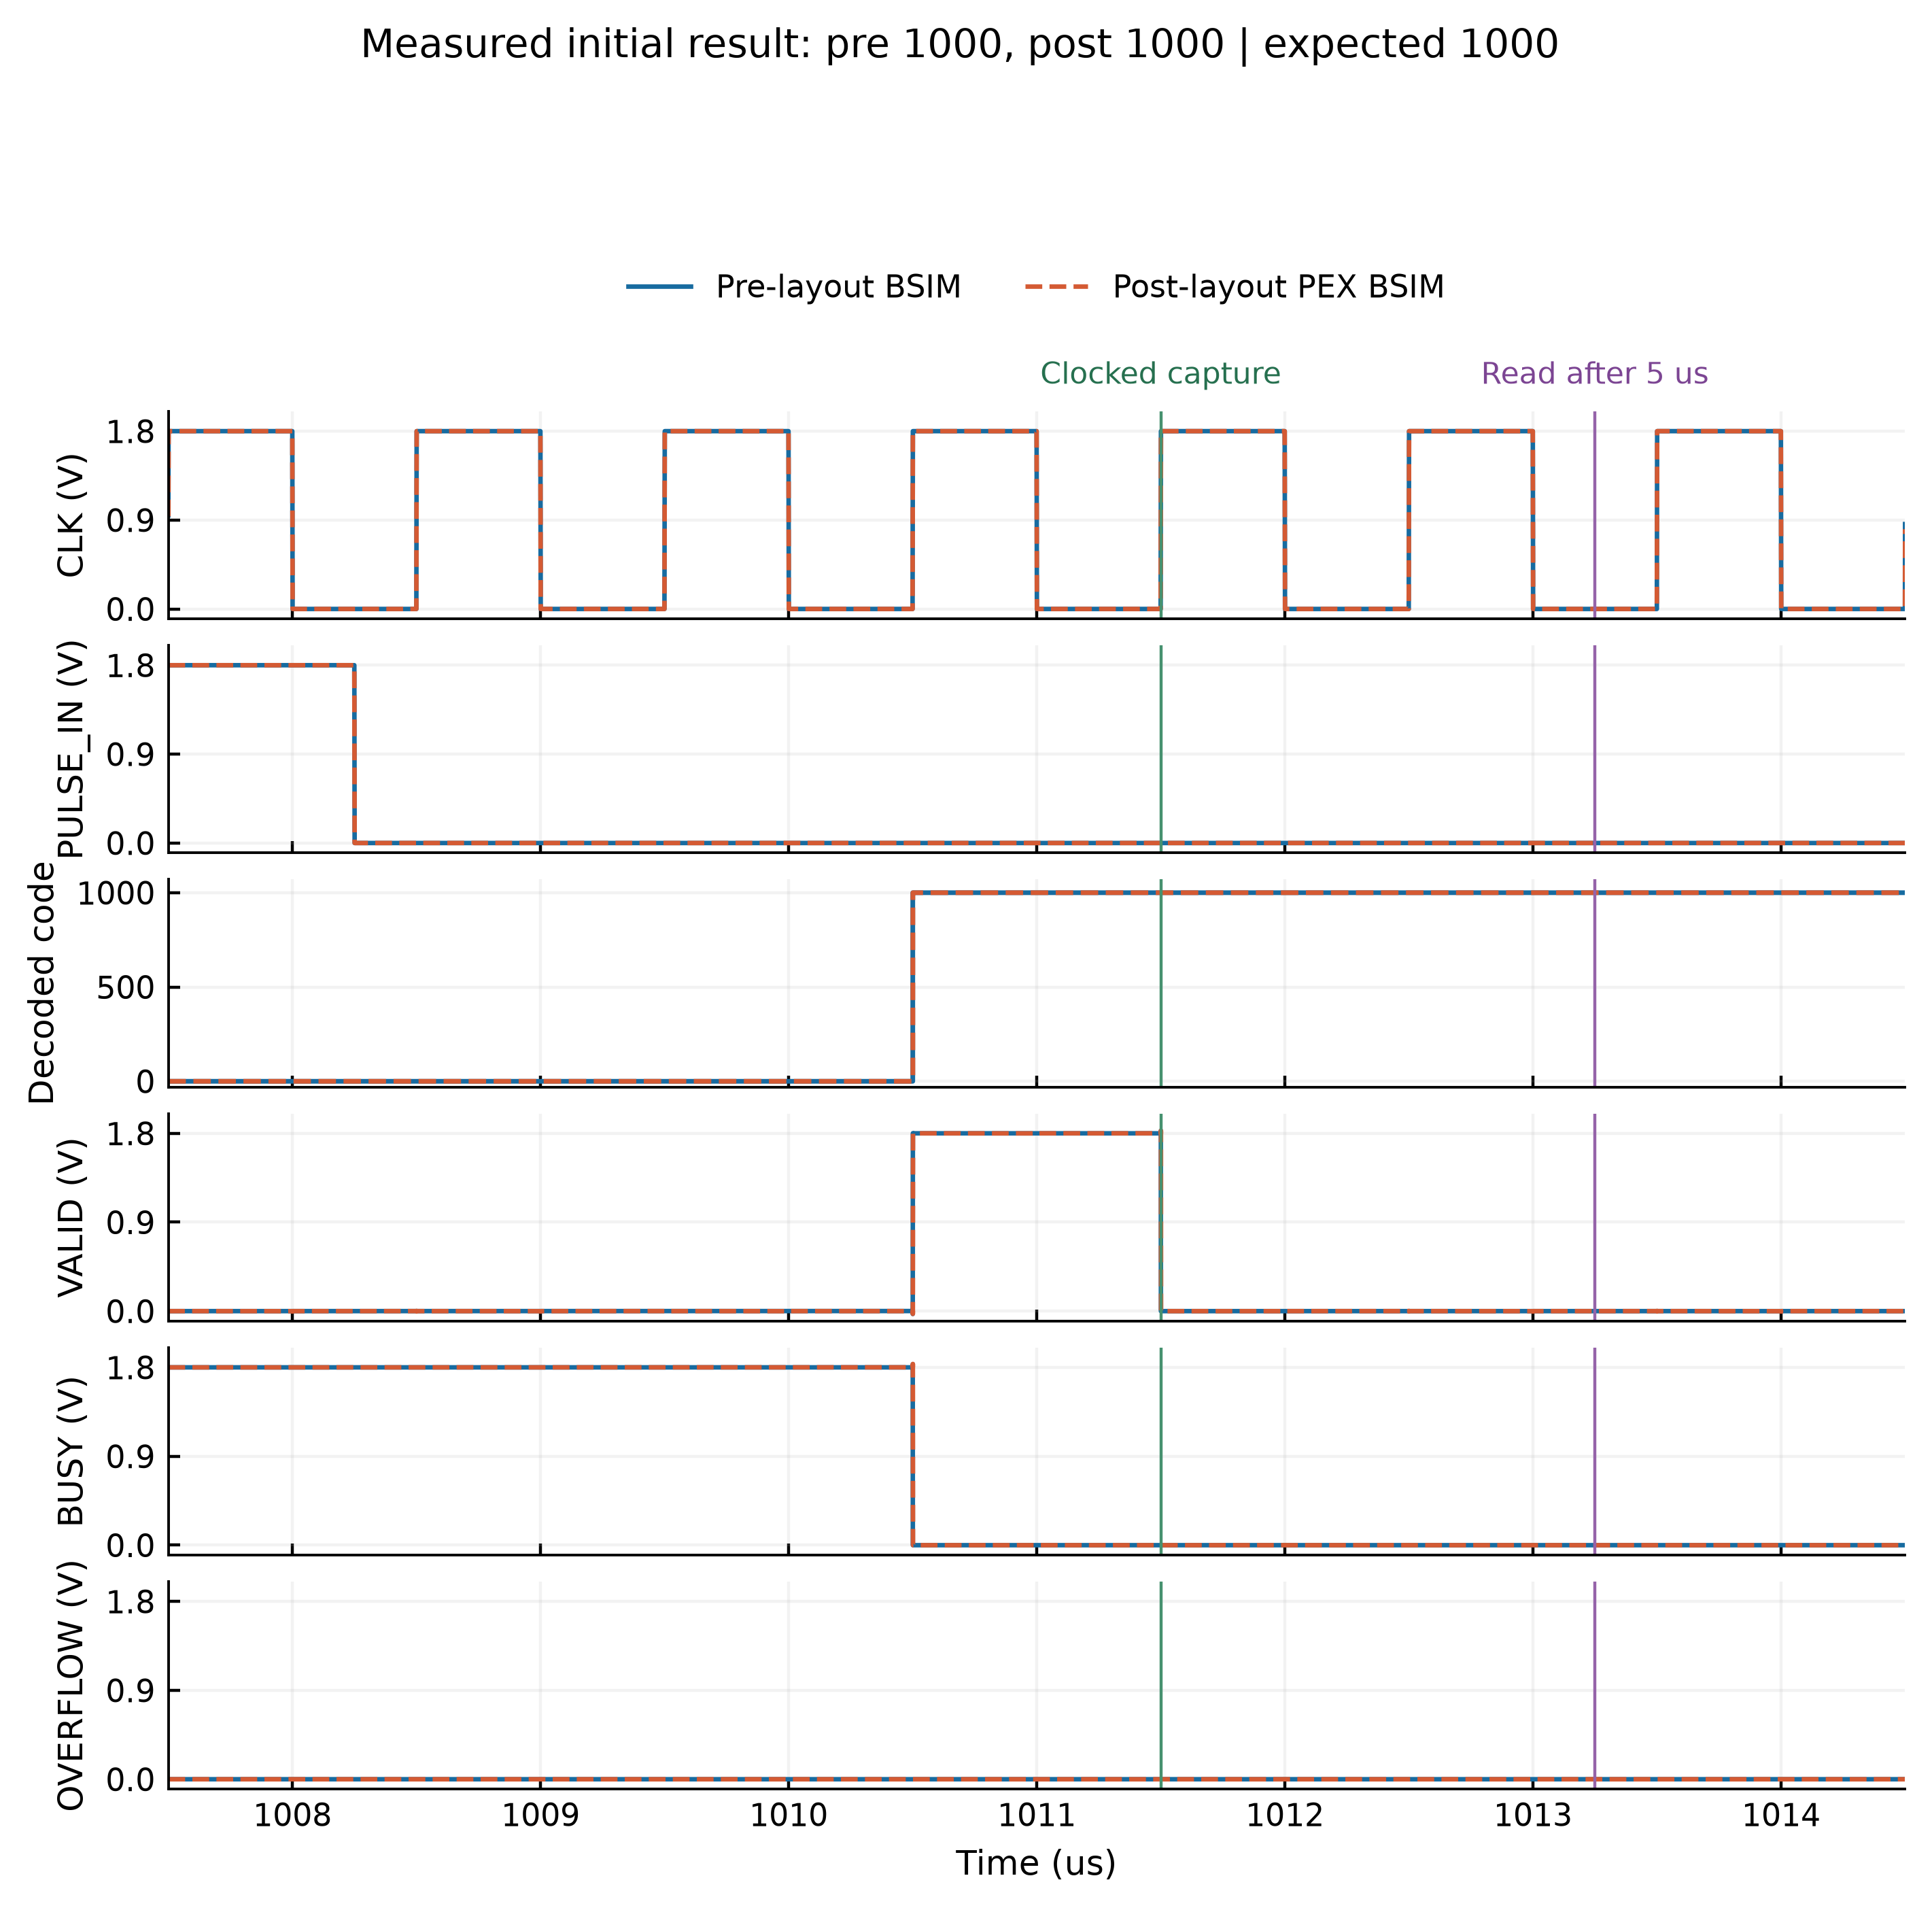 Measured initial result: pre 1000, post 1000 | expected 1000
Pre-layout BSIM
Post-layout PEX BSIM
Clocked capture
Read after 5 us
CLK (V)
1.8
0.9
0.0
PULSE_IN (V)
1.8
0.9
0.0
Decoded code
1000
500
0
VALID (V)
1.8
0.9
0.0
BUSY (V)
1.8
0.9
0.0
OVERFLOW (V)
1.8
0.9
0.0
1008 1009 1010 1011 1012 1013 1014
Time (us)